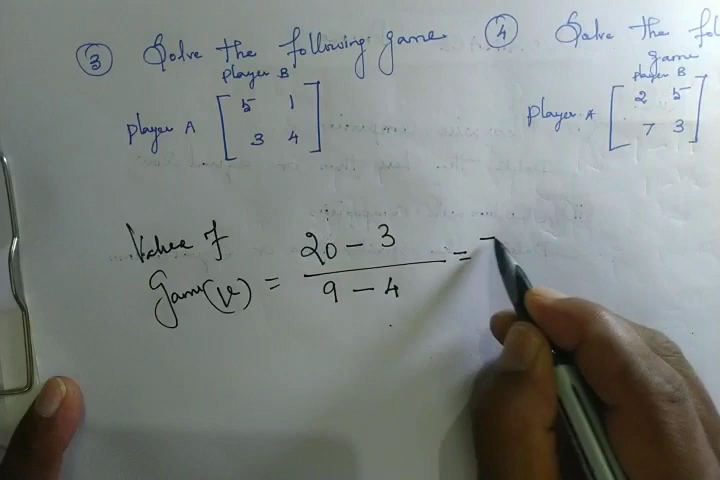 ③ Solve the following game
player B
player A [ 5 1
3 4 ]
④ Solve the fol
game
player B
player A [ 2 5
7 3 ]
Value of
Game(V) = 20 - 3 / 9 - 4 =